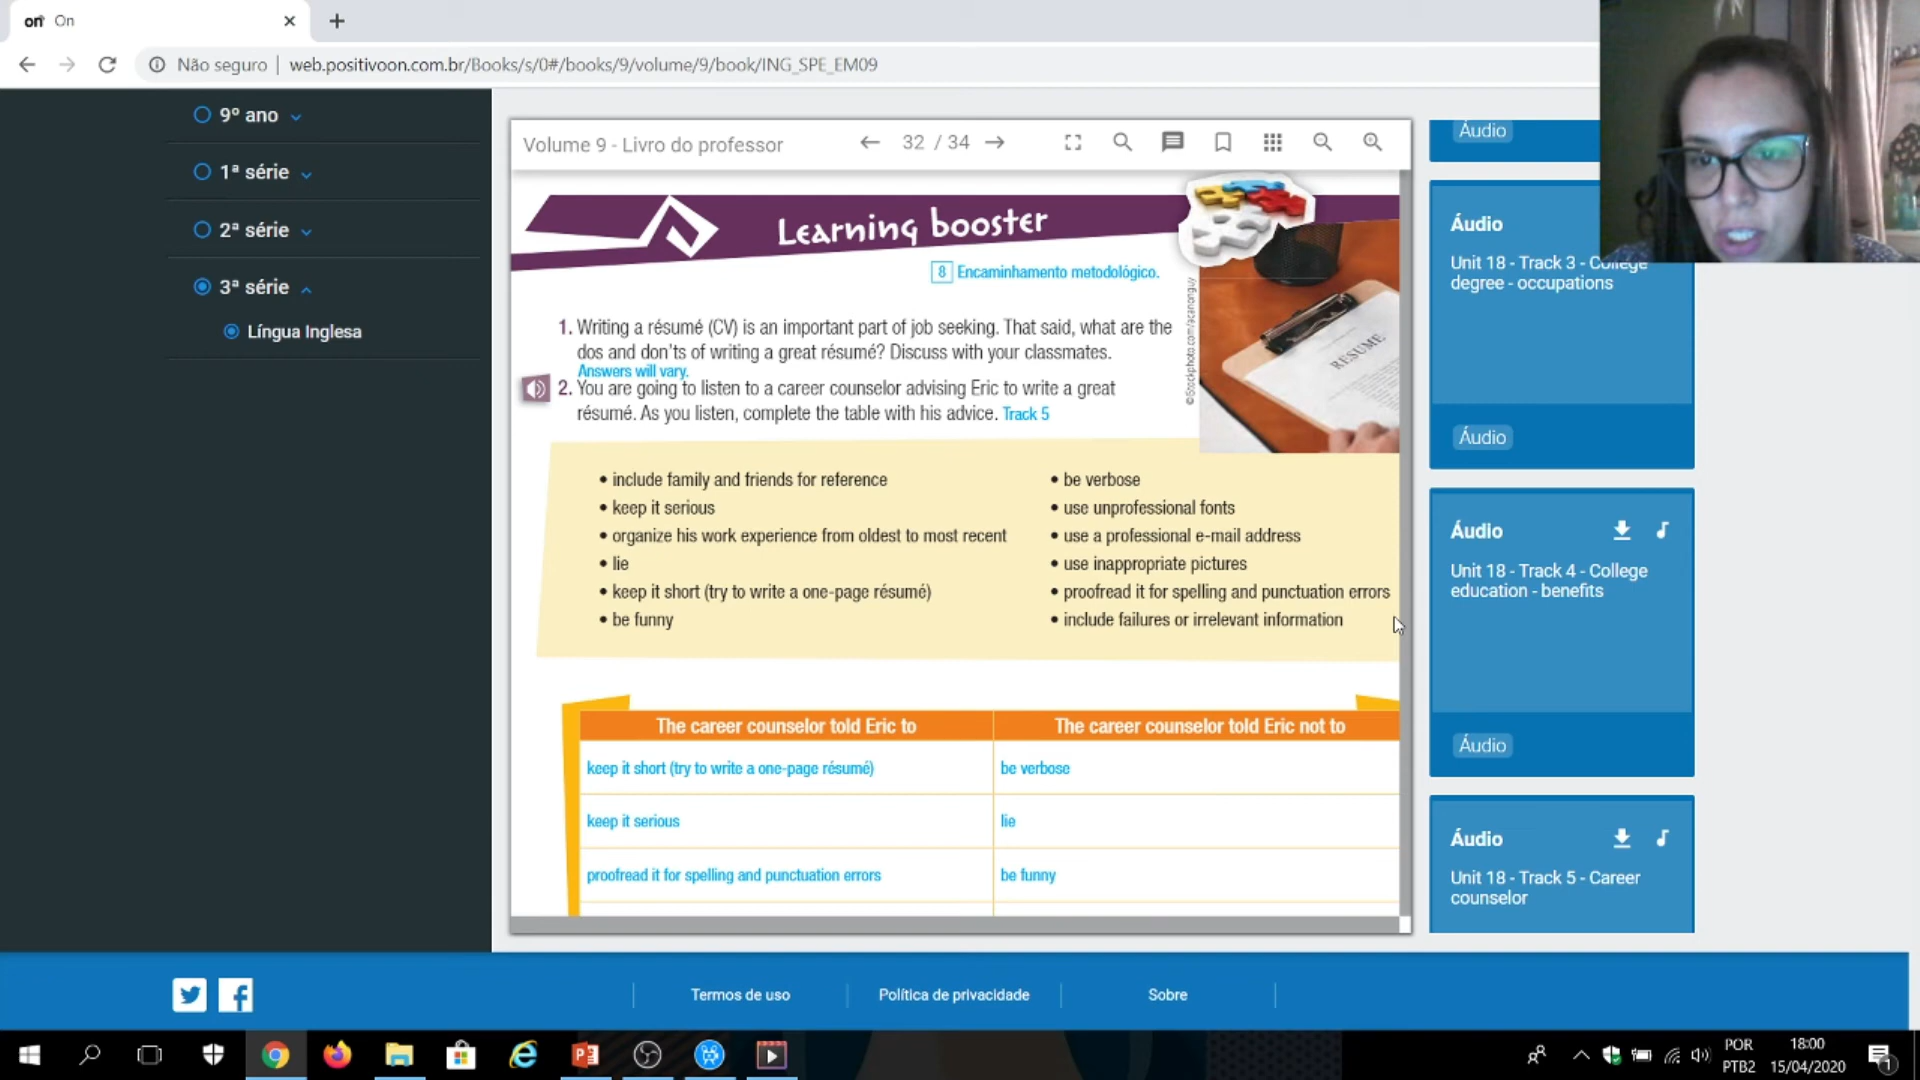 on On
Não seguro | web.positivoon.com.br/Books/s/0#/books/9/volume/9/book/ING_SPE_EM09
9º ano
1ª série
2ª série
3ª série
Língua Inglesa
Volume 9 - Livro do professor
32 / 34
Learning booster
8 Encaminhamento metodológico.
1. Writing a résumé (CV) is an important part of job seeking. That said, what are the
dos and don'ts of writing a great résumé? Discuss with your classmates.
Answers will vary.
2. You are going to listen to a career counselor advising Eric to write a great
résumé. As you listen, complete the table with his advice. Track 5
RESUME
• include family and friends for reference
• keep it serious
• organize his work experience from oldest to most recent
• lie
• keep it short (try to write a one-page résumé)
• be funny
• be verbose
• use unprofessional fonts
• use a professional e-mail address
• use inappropriate pictures
• proofread it for spelling and punctuation errors
• include failures or irrelevant information
The career counselor told Eric to
The career counselor told Eric not to
keep it short (try to write a one-page résumé)
be verbose
keep it serious
lie
proofread it for spelling and punctuation errors
be funny
Áudio
Áudio
Unit 18 - Track 3 - College
degree - occupations
Áudio
Áudio
Unit 18 - Track 4 - College
education - benefits
Áudio
Áudio
Unit 18 - Track 5 - Career
counselor
Termos de uso
Política de privacidade
Sobre
POR
PTB2
18:00
15/04/2020
1